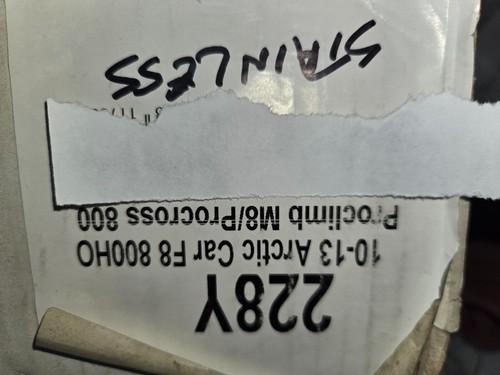 228Y
10-13 Arctic Car F8 800HO
Proclimb M8/Procross 800
STAINLESS